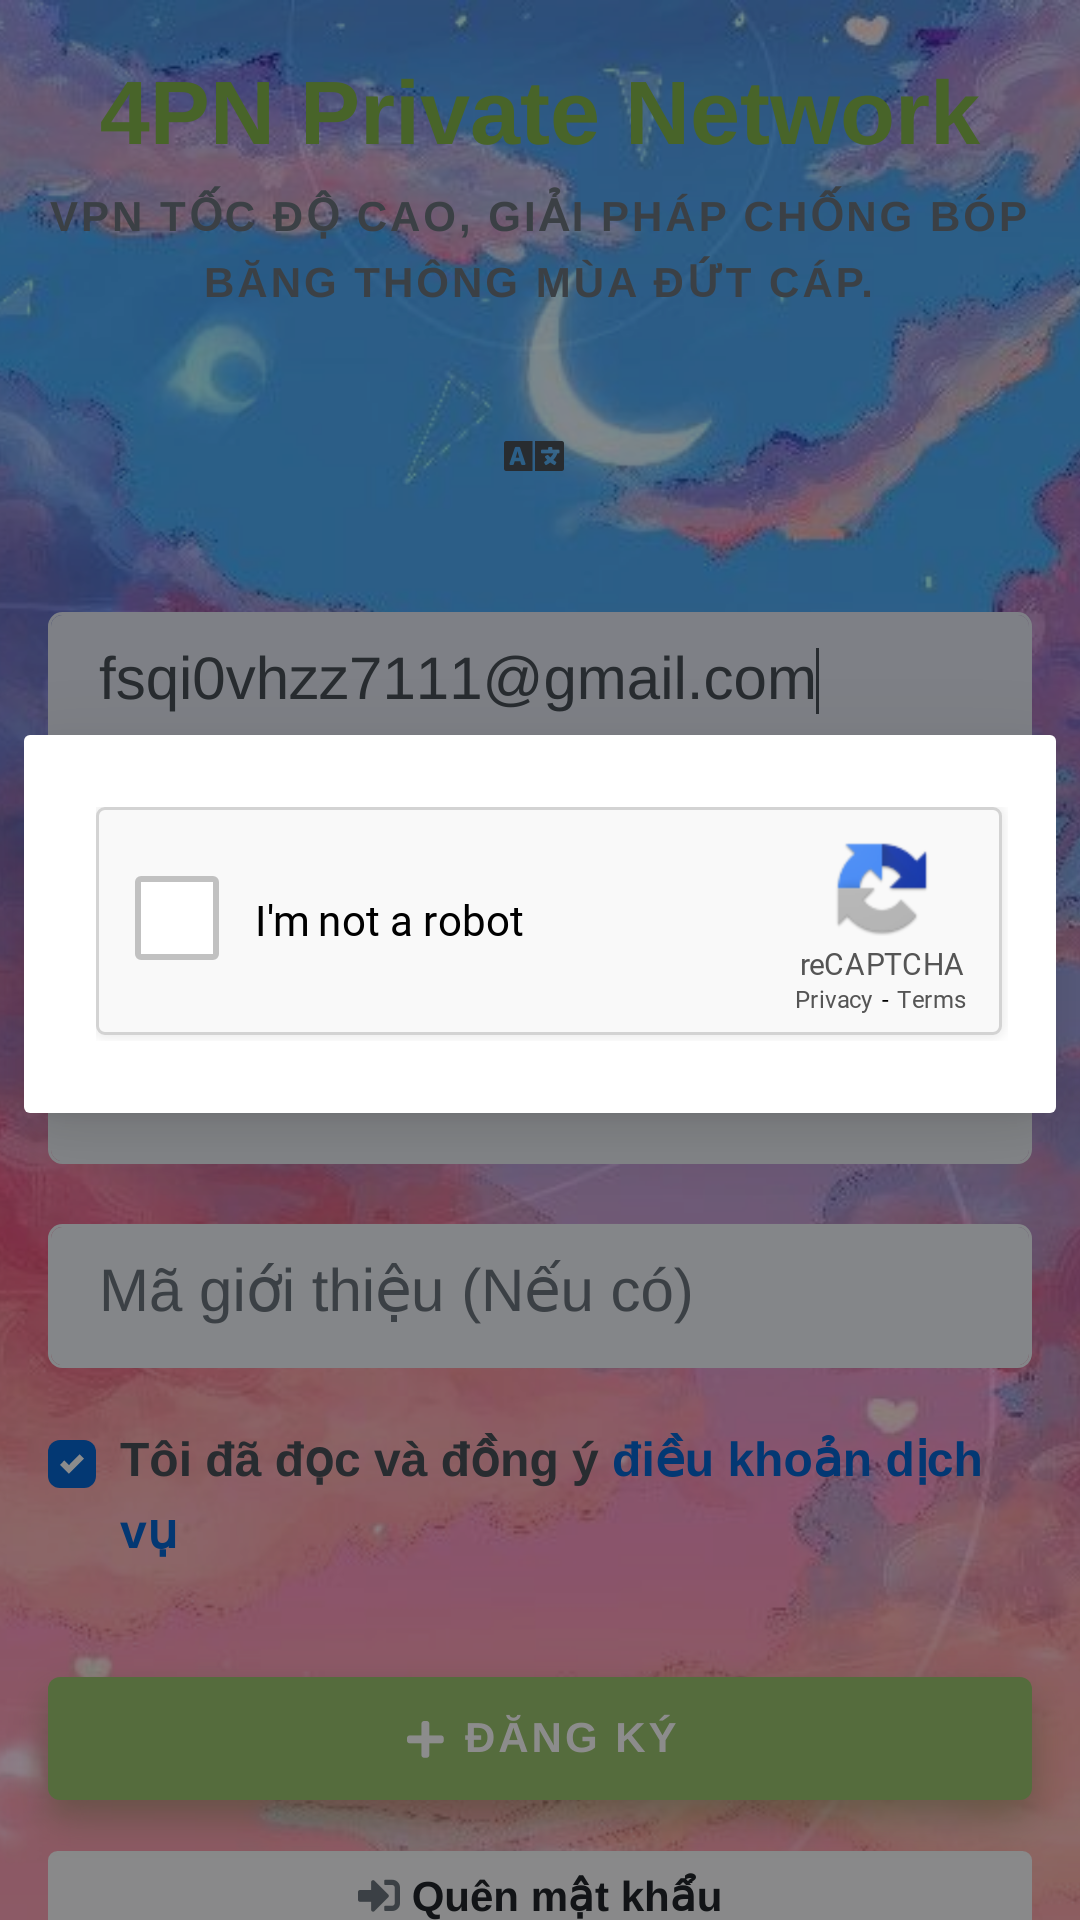 4PN Private Network
VPN TỐC ĐỘ CAO, GIẢI PHÁP CHỐNG BÓP
BĂNG THÔNG MÙA ĐỨT CÁP.
A 文
fsqi0vhzz7111@gmail.com
I'm not a robot
reCAPTCHA
Privacy - Terms
Mã giới thiệu (Nếu có)
Tôi đã đọc và đồng ý điều khoản dịch
vụ
ĐĂNG KÝ
Quên mật khẩu